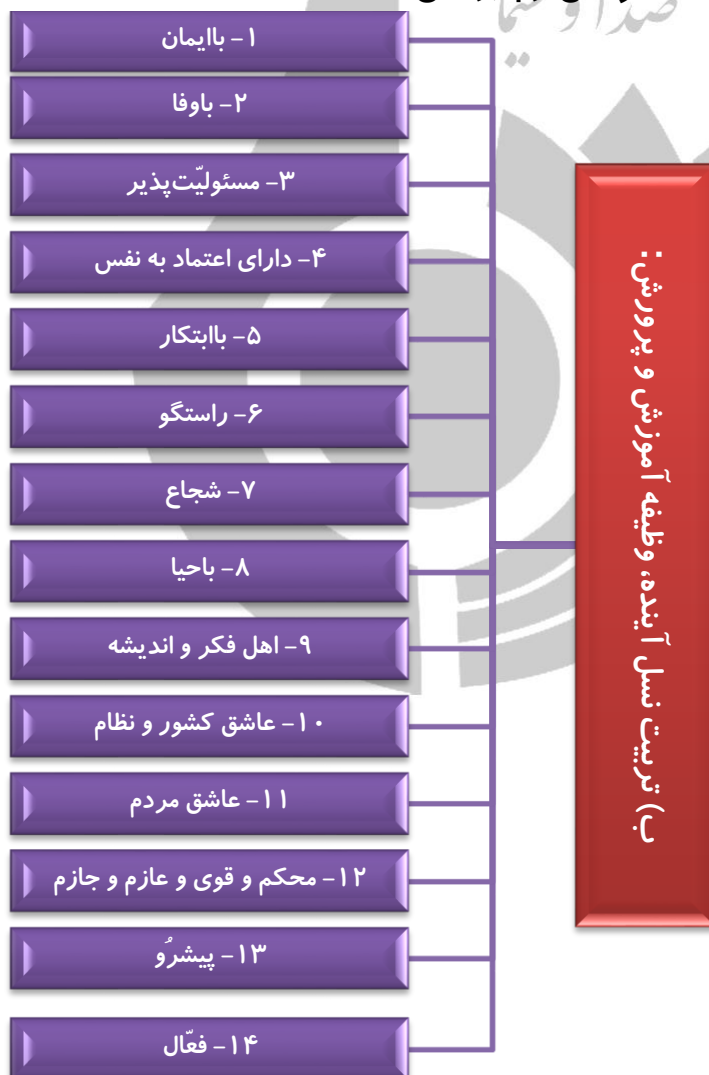 صدا و سیما
ب) تربیت نسل آینده، وظیفه آموزش و پرورش:
۱- باایمان
۲- باوفا
۳- مسئولیّت‌پذیر
۴- دارای اعتماد به نفس
۵- باابتکار
۶- راستگو
۷- شجاع
۸- باحیا
۹- اهل فکر و اندیشه
۱۰- عاشق کشور و نظام
۱۱- عاشق مردم
۱۲- محکم و قوی و عازم و جازم
۱۳- پیشرُو
۱۴- فعّال